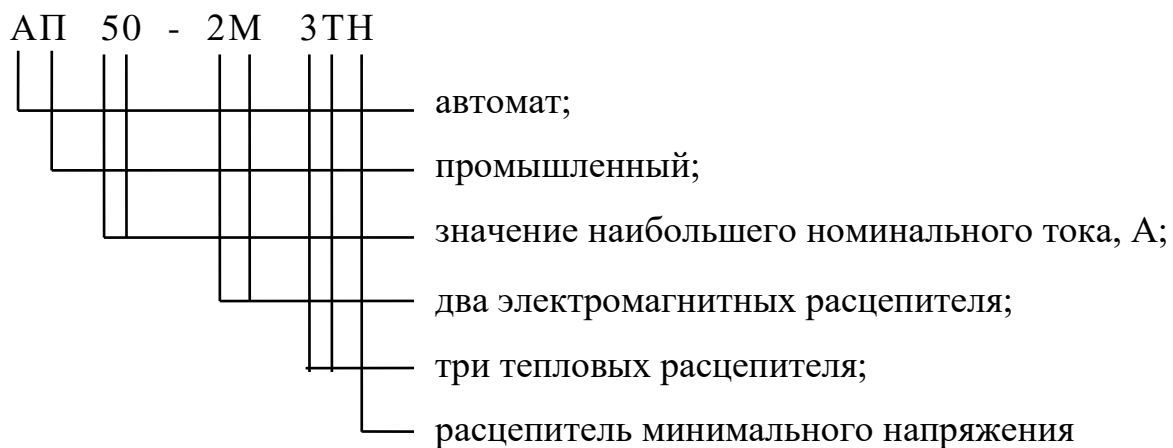 АП 50 - 2М 3ТН
автомат;
промышленный;
значение наибольшего номинального тока, А;
два электромагнитных расцепителя;
три тепловых расцепителя;
расцепитель минимального напряжения